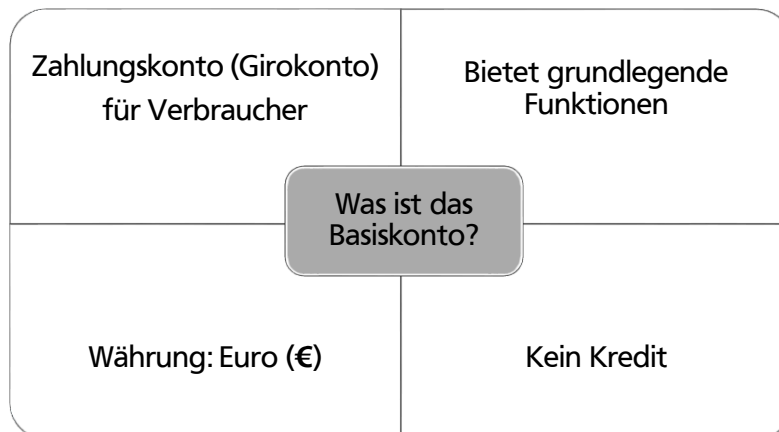 Zahlungskonto (Girokonto)
für Verbraucher
Bietet grundlegende
Funktionen
Was ist das
Basiskonto?
Währung: Euro (€)
Kein Kredit